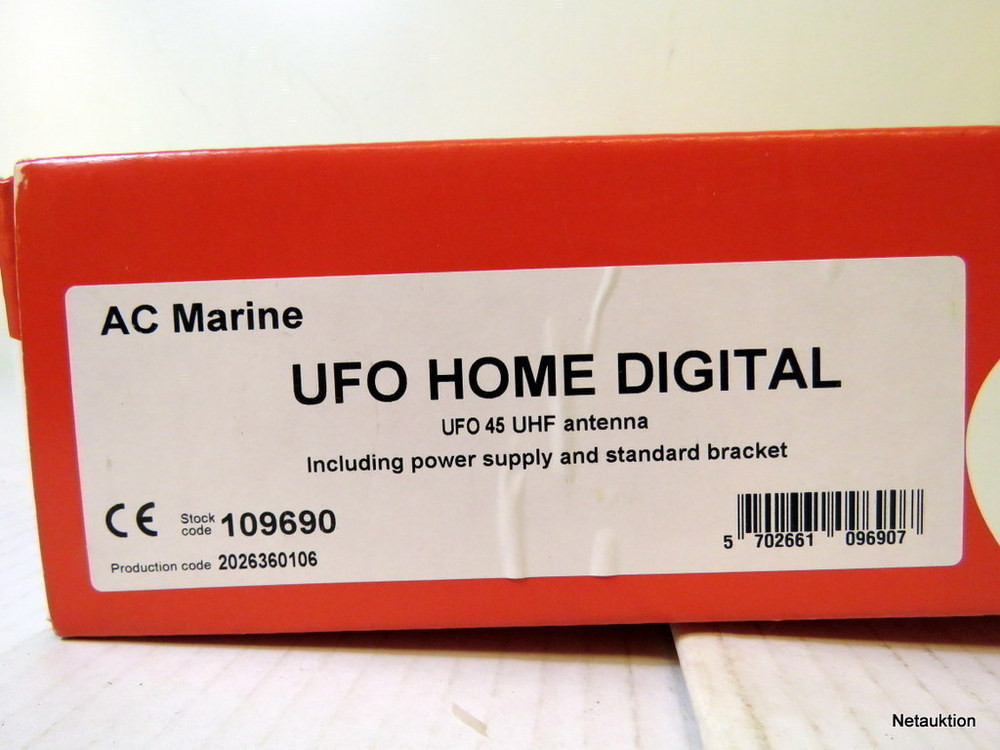 AC Marine
UFO HOME DIGITAL
UFO 45 UHF antenna
Including power supply and standard bracket
CE Stock code 109690
Production code 2026360106
5 702661 096907
Netauktion